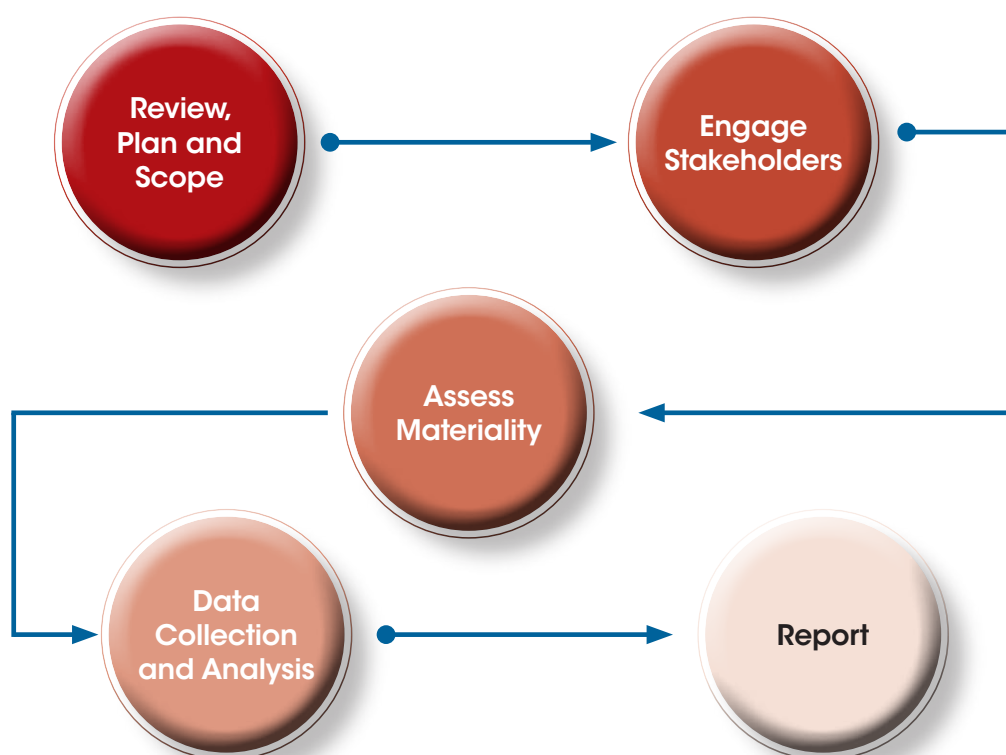 Review,
Plan and
Scope
Engage
Stakeholders
Assess
Materiality
Data
Collection
and Analysis
Report